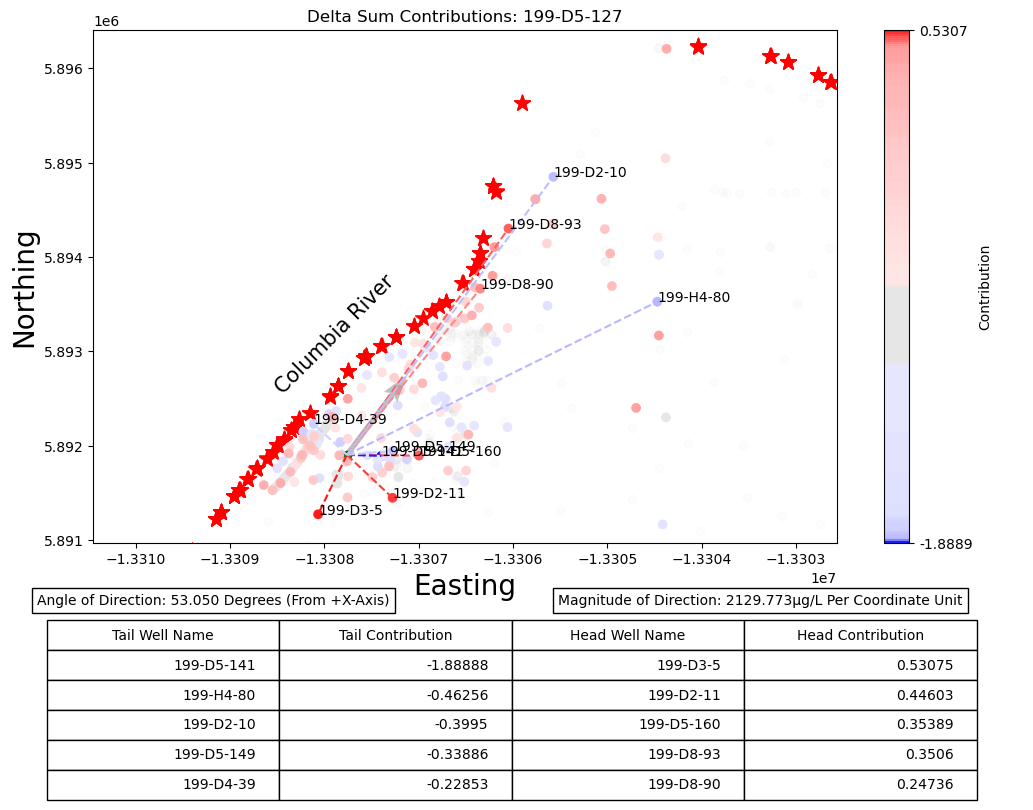 Delta Sum Contributions: 199-D5-127
1e6
5.896
5.895
5.894
5.893
5.892
5.891
Northing
Columbia River
199-D2-10
199-D8-93
199-D8-90
199-H4-80
199-D4-39
199-D5-149
199-D5-141
199-D5-160
199-D2-11
199-D3-5
−1.3310
−1.3309
−1.3308
−1.3307
−1.3306
−1.3305
−1.3304
−1.3303
1e7
Easting
0.5307
-1.8889
Contribution
Angle of Direction: 53.050 Degrees (From +X-Axis)
Magnitude of Direction: 2129.773μg/L Per Coordinate Unit
Tail Well Name Tail Contribution Head Well Name Head Contribution
199-D5-141 -1.88888 199-D3-5 0.53075
199-H4-80 -0.46256 199-D2-11 0.44603
199-D2-10 -0.3995 199-D5-160 0.35389
199-D5-149 -0.33886 199-D8-93 0.3506
199-D4-39 -0.22853 199-D8-90 0.24736